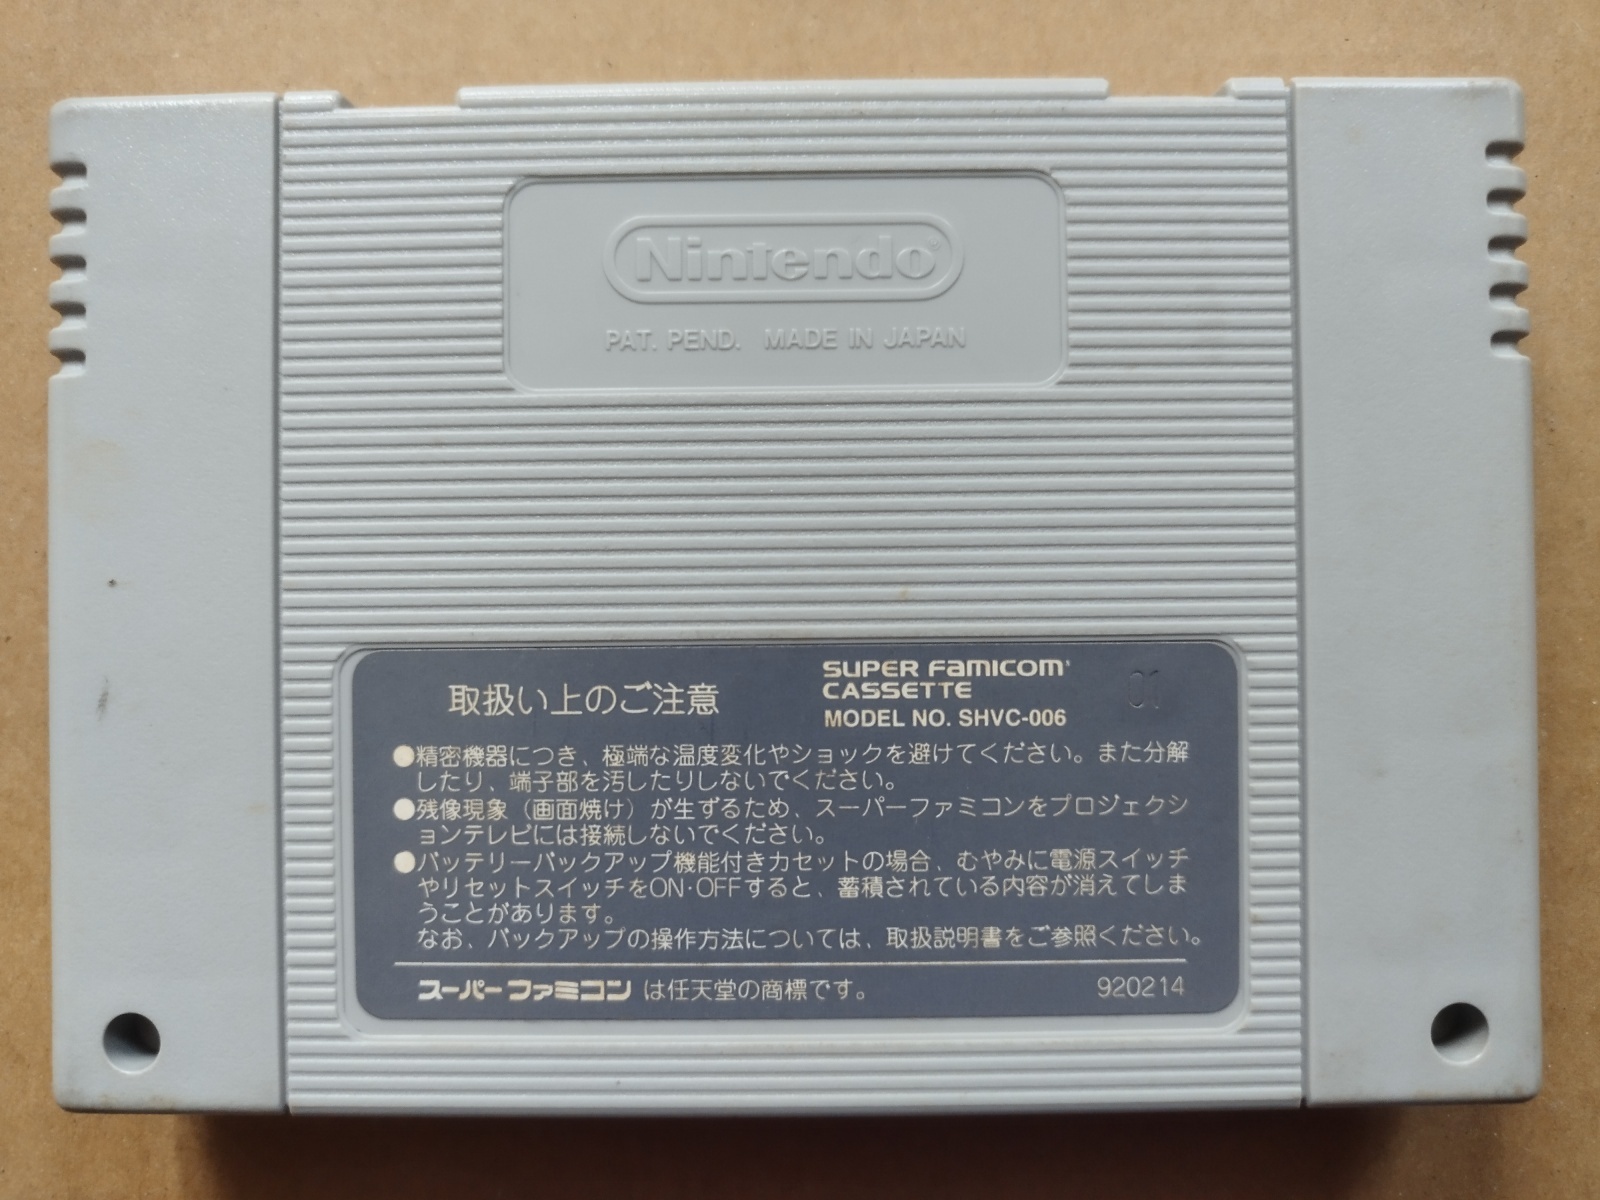 Nintendo®
PAT. PEND. MADE IN JAPAN
取扱い上のご注意
SUPER FAMICOM
CASSETTE
MODEL NO. SHVC-006
01
●精密機器につき、極端な温度変化やショックを避けてください。また分解
したり、端子部を汚したりしないでください。
●残像現象（画面焼け）が生ずるため、スーパーファミコンをプロジェクシ
ョンテレビには接続しないでください。
●バッテリーバックアップ機能付きカセットの場合、むやみに電源スイッチ
やリセットスイッチをON・OFFすると、蓄積されている内容が消えてしま
うことがあります。
なお、バックアップの操作方法については、取扱説明書をご参照ください。
スーパーファミコン は任天堂の商標です。
920214